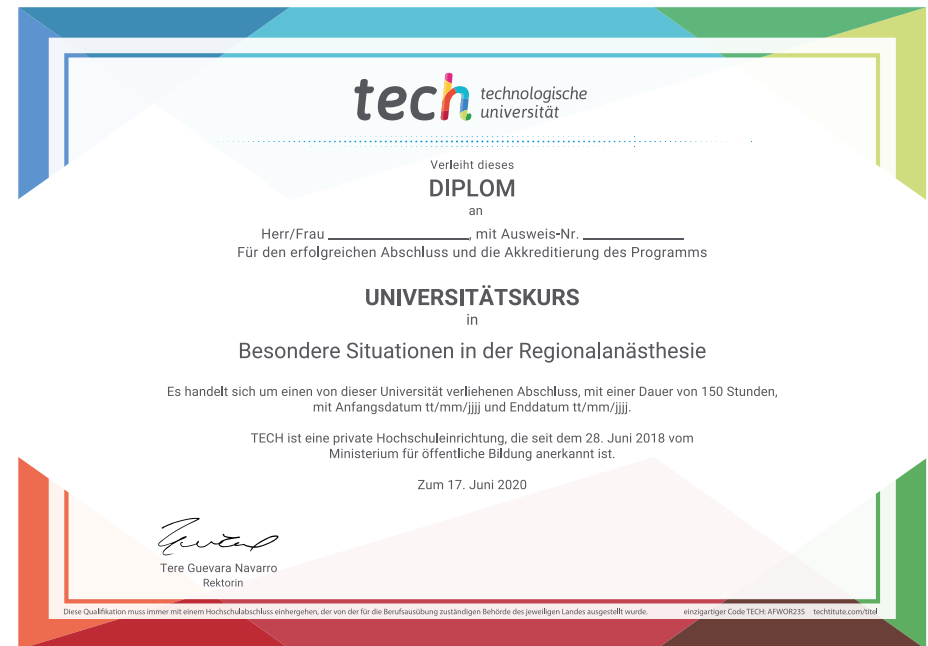 tech technologische
universität
Verleiht dieses
DIPLOM
an
Herr/Frau ____________, mit Ausweis-Nr. ____________
Für den erfolgreichen Abschluss und die Akkreditierung des Programms
UNIVERSITÄTSKURS
in
Besondere Situationen in der Regionalanästhesie
Es handelt sich um einen von dieser Universität verliehenen Abschluss, mit einer Dauer von 150 Stunden,
mit Anfangsdatum tt/mm/jjjj und Enddatum tt/mm/jjjj.
TECH ist eine private Hochschuleinrichtung, die seit dem 28. Juni 2018 vom
Ministerium für öffentliche Bildung anerkannt ist.
Zum 17. Juni 2020
Tere Guevara Navarro
Rektorin
Diese Qualifikation muss immer mit einem Hochschulabschluss einhergehen, der von der für die Berufsausübung zuständigen Behörde des jeweiligen Landes ausgestellt wurde. einzigartiger Code TECH: AFWOR23S techtitute.com/titel